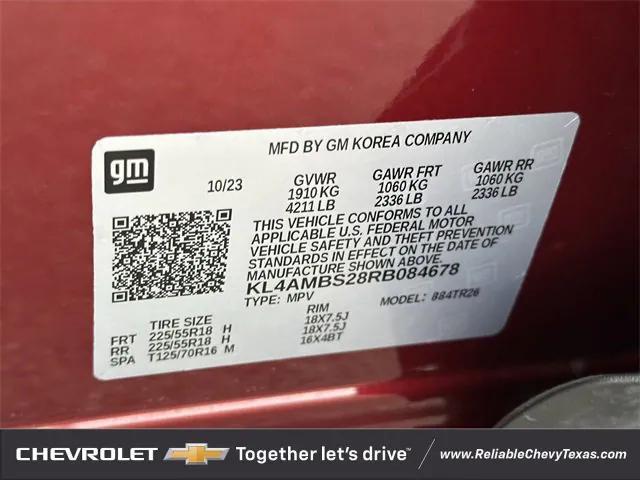 gm
MFD BY GM KOREA COMPANY
10/23
GVWR GAWR FRT GAWR RR
1910 KG 1060 KG 1060 KG
4211 LB 2336 LB 2336 LB
THIS VEHICLE CONFORMS TO ALL
APPLICABLE U.S. FEDERAL MOTOR
VEHICLE SAFETY AND THEFT PREVENTION
STANDARDS IN EFFECT ON THE DATE OF
MANUFACTURE SHOWN ABOVE.
KL4AMBS28RB084678
TYPE: MPV MODEL: 884TR26
TIRE SIZE RIM
FRT 225/55R18 H 18X7.5J
RR 225/55R18 H 18X7.5J
SPA T125/70R16 M 16X4BT
CHEVROLET Together let's drive™ www.ReliableChevyTexas.com